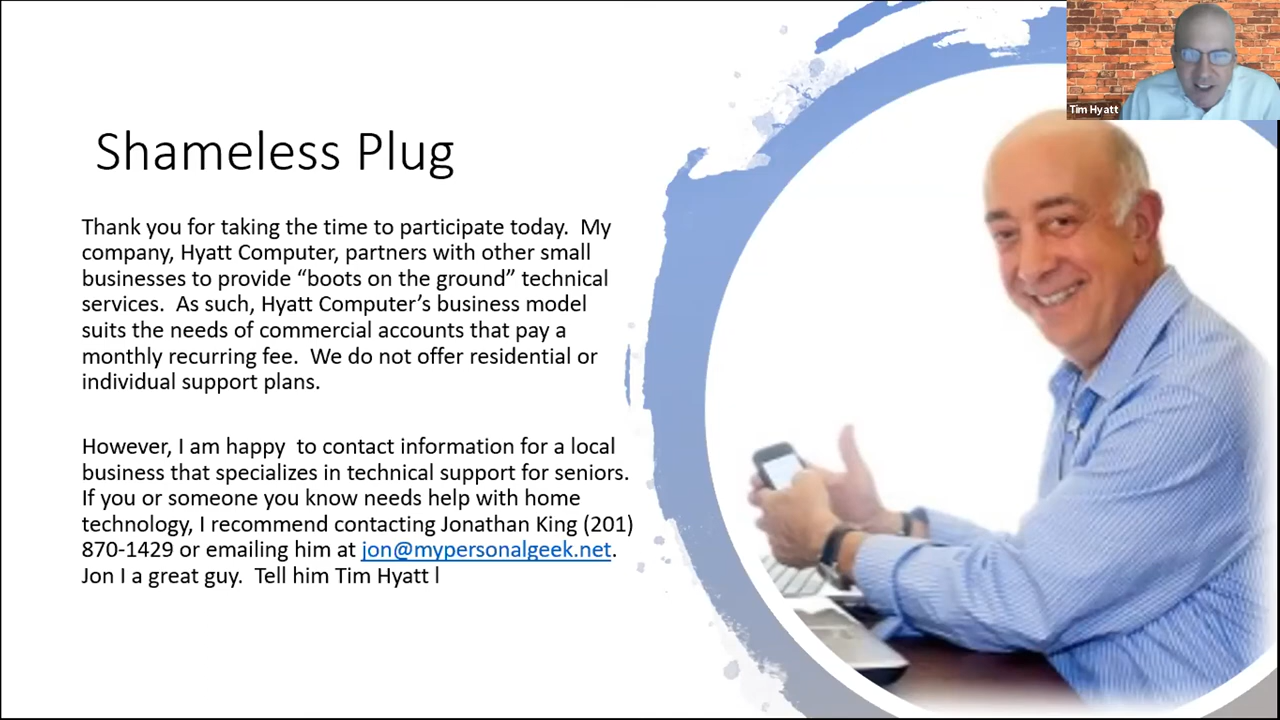 Tim Hyatt
Shameless Plug
Thank you for taking the time to participate today.  My
company, Hyatt Computer, partners with other small
businesses to provide “boots on the ground” technical
services.  As such, Hyatt Computer’s business model
suits the needs of commercial accounts that pay a
monthly recurring fee.  We do not offer residential or
individual support plans.
However, I am happy  to contact information for a local
business that specializes in technical support for seniors.
If you or someone you know needs help with home
technology, I recommend contacting Jonathan King (201)
870-1429 or emailing him at jon@mypersonalgeek.net.
Jon I a great guy.  Tell him Tim Hyatt l